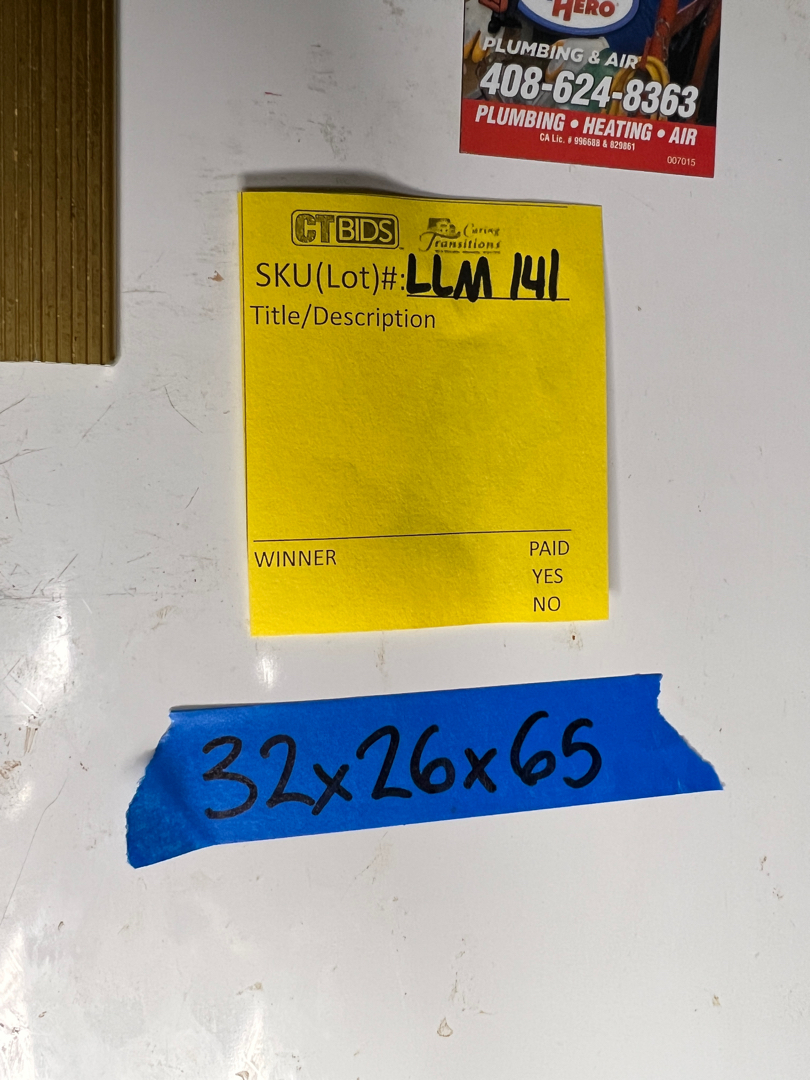 HERO
PLUMBING & AIR
408-624-8363
PLUMBING • HEATING • AIR
CA Lic. # 996688 & 829861
007015
CTBIDS
Caring
Transitions
SKU(Lot)#: LLM 141
Title/Description
WINNER
PAID
YES
NO
32x26x65